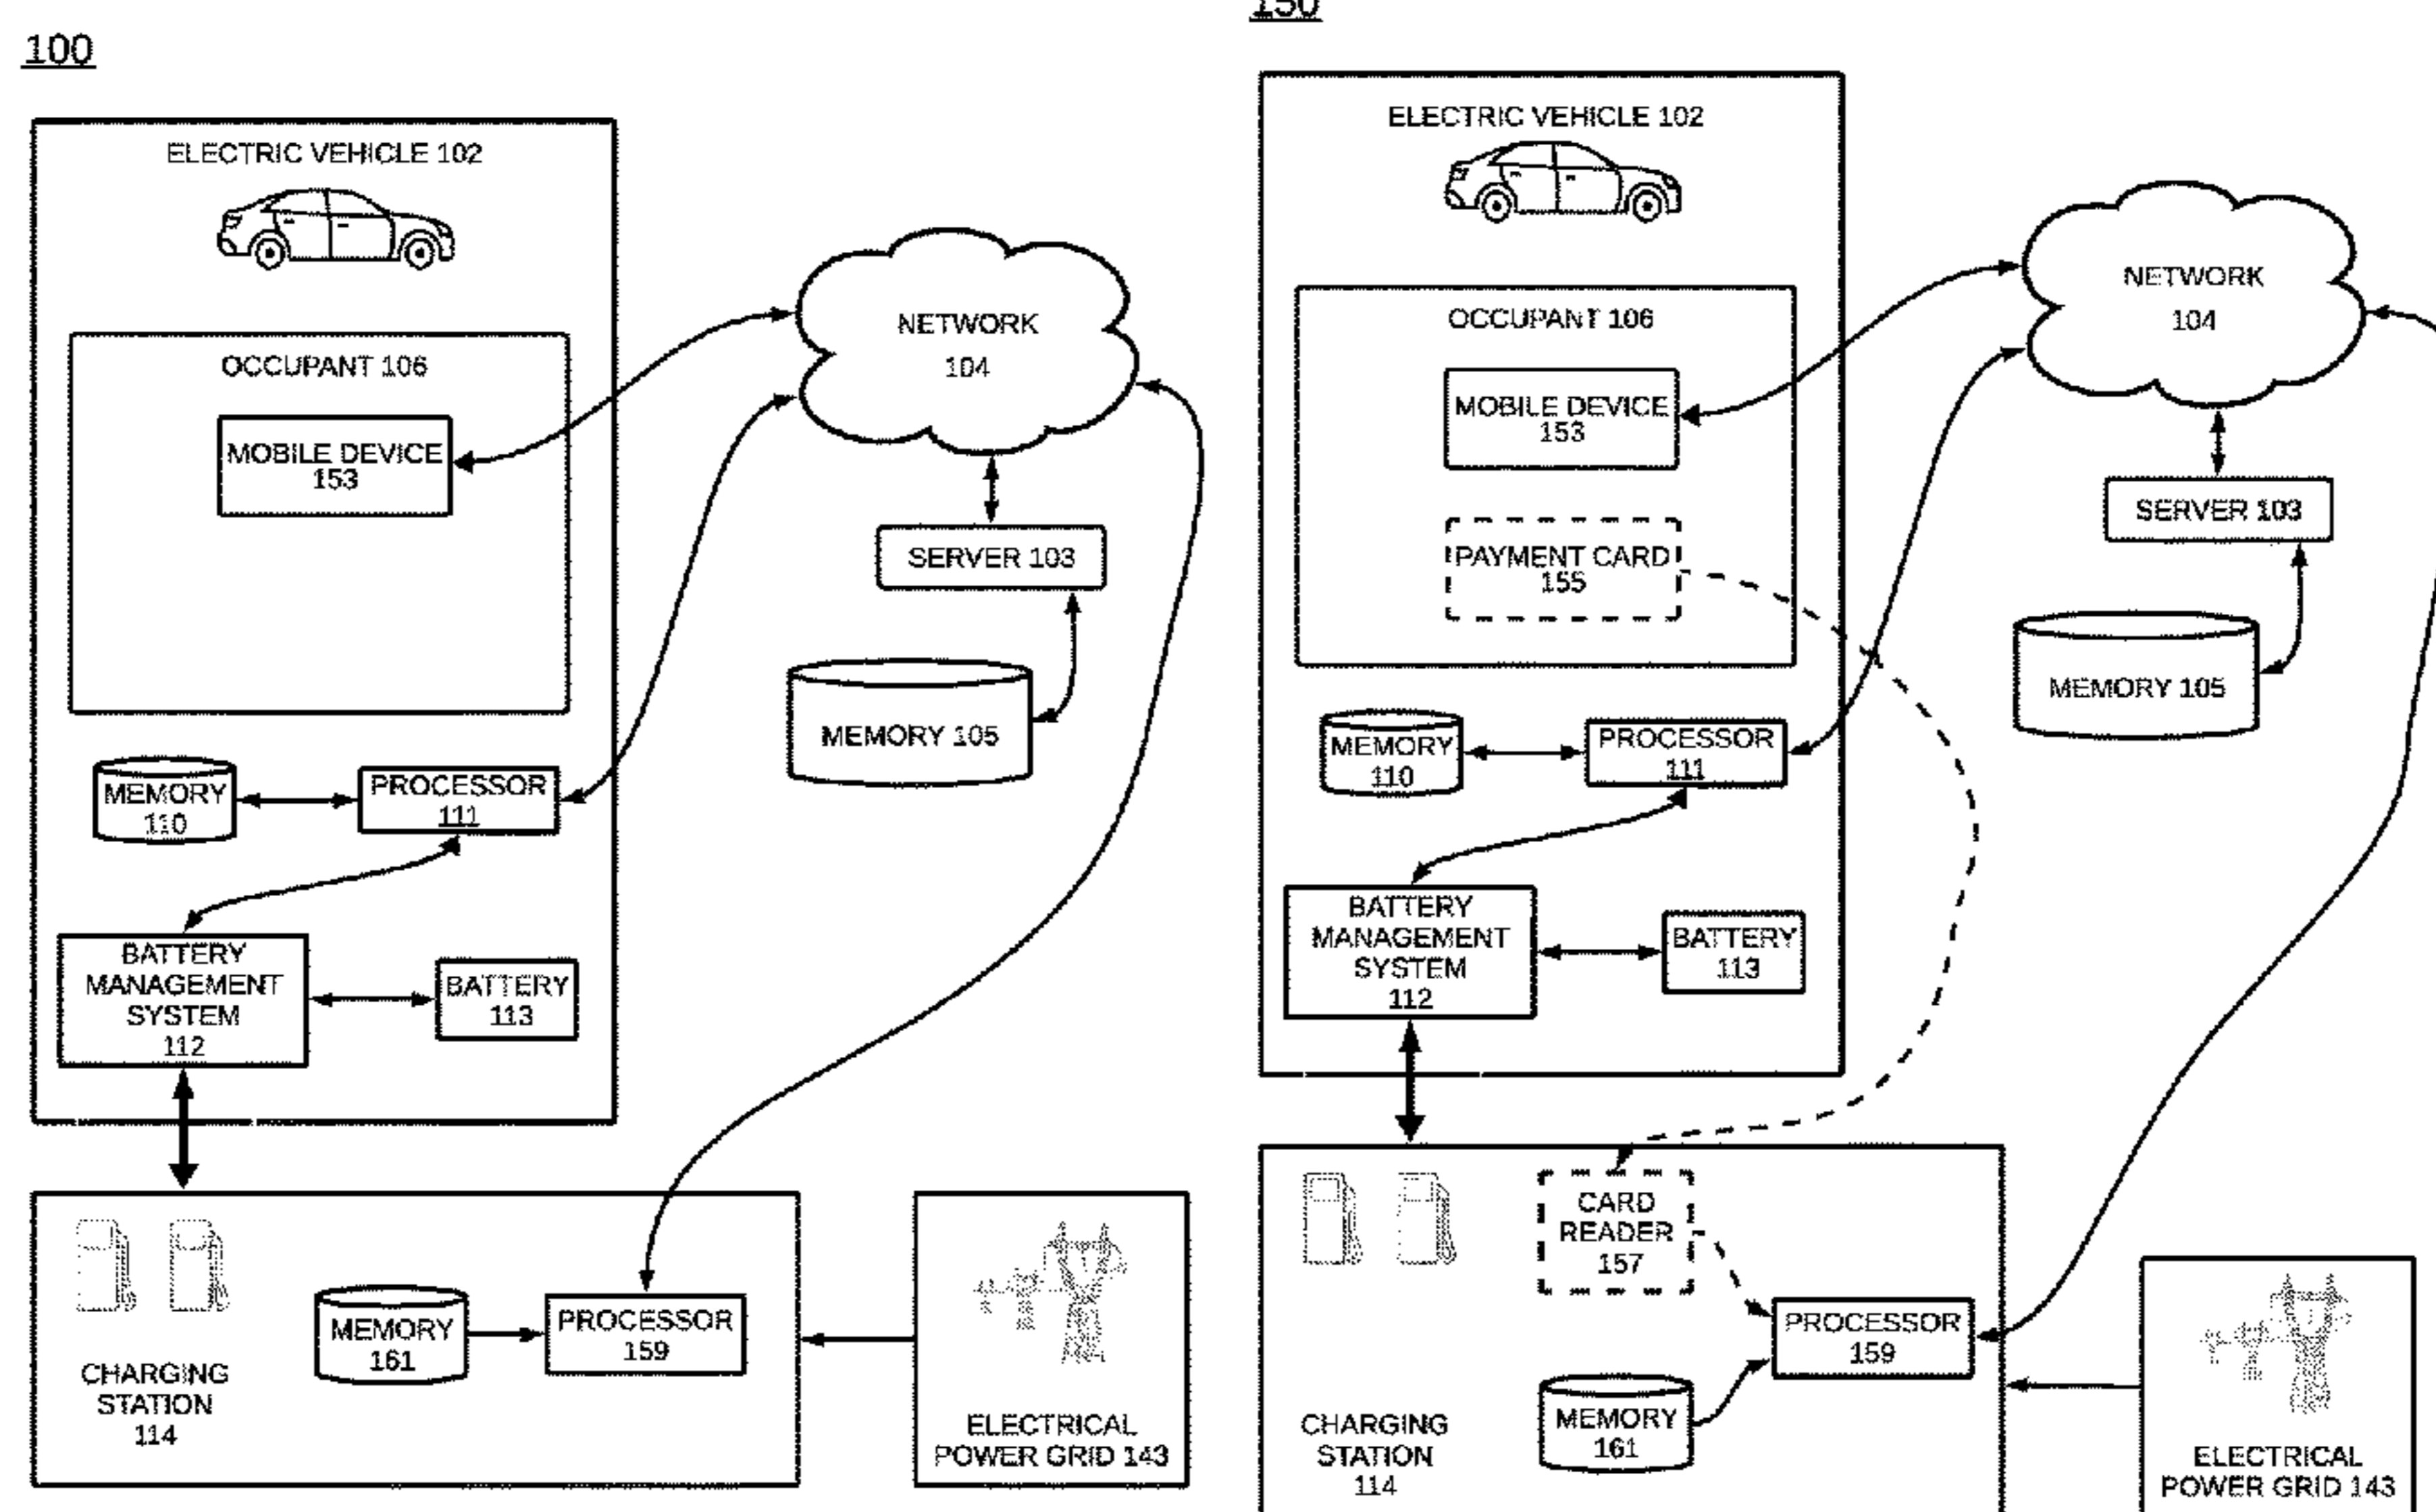 100
ELECTRIC VEHICLE 102
OCCUPANT 106
MOBILE DEVICE
153
NETWORK
104
SERVER 103
MEMORY 105
MEMORY
110
PROCESSOR
111
BATTERY
MANAGEMENT
SYSTEM
112
BATTERY
113
CHARGING
STATION
114
MEMORY
161
PROCESSOR
159
ELECTRICAL
POWER GRID 143
150
ELECTRIC VEHICLE 102
OCCUPANT 106
MOBILE DEVICE
153
PAYMENT CARD
155
NETWORK
104
SERVER 103
MEMORY 105
MEMORY
110
PROCESSOR
111
BATTERY
MANAGEMENT
SYSTEM
112
BATTERY
113
CARD
READER
157
PROCESSOR
159
MEMORY
161
CHARGING
STATION
114
ELECTRICAL
POWER GRID 143